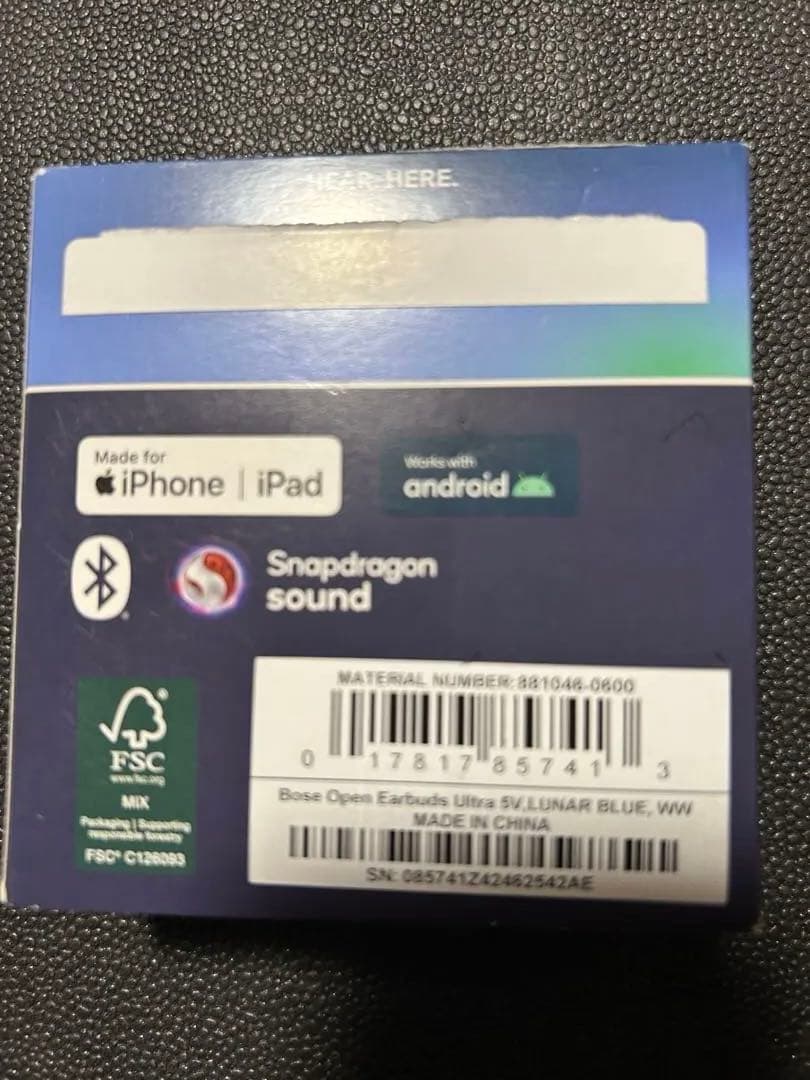 HEAR. HERE.
Made for
iPhone | iPad
Works with
android
Snapdragon
sound
FSC
www.fsc.org
MIX
Packaging | Supporting
responsible forestry
FSC® C126093
MATERIAL NUMBER:881046-0600
0 17817 85741 3
Bose Open Earbuds Ultra 5V,LUNAR BLUE, WW
MADE IN CHINA
SN: 085741Z42462542AE